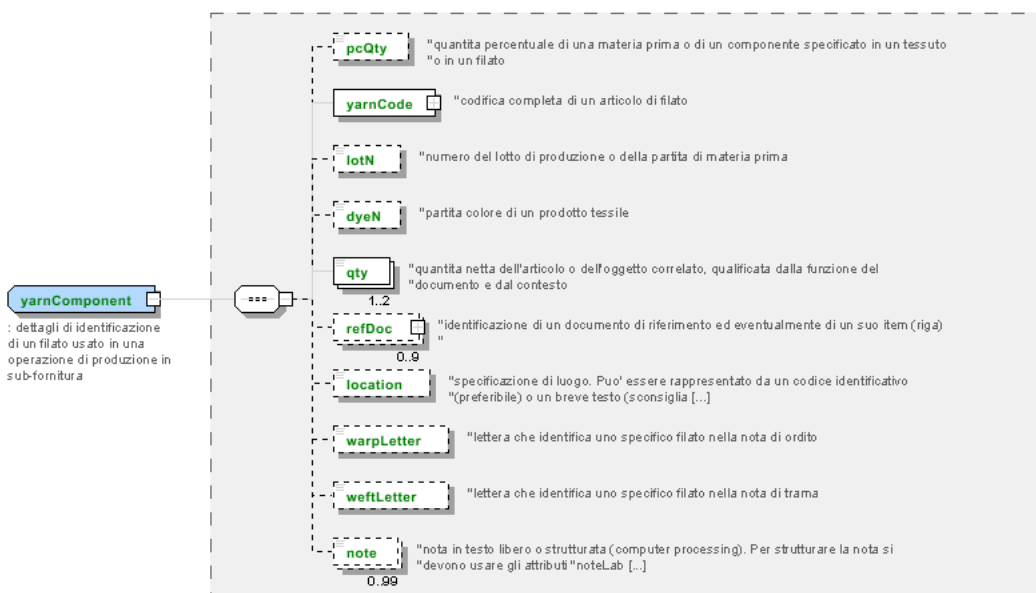 pcQty
"quantita percentuale di una materia prima o di un componente specificato in un tessuto
"o in un filato
yarnCode
"codifica completa di un articolo di filato
lotN
"numero del lotto di produzione o della partita di materia prima
dyeN
"partita colore di un prodotto tessile
qty
"quantita netta dell'articolo o dell'oggetto correlato, qualificata dalla funzione del
"documento e dal contesto
1..2
yarnComponent
: dettagli di identificazione
di un filato usato in una
operazione di produzione in
sub-fornitura
refDoc
"identificazione di un documento di riferimento ed eventualmente di un suo item (riga)
"
0..9
location
"specificazione di luogo. Puo' essere rappresentato da un codice identificativo
"(preferibile) o un breve testo (sconsiglia [...]
warpLetter
"lettera che identifica uno specifico filato nella nota di ordito
weftLetter
"lettera che identifica uno specifico filato nella nota di trama
note
"nota in testo libero o strutturata (computer processing). Per strutturare la nota si
"devono usare gli attributi "noteLab [...]
0..99